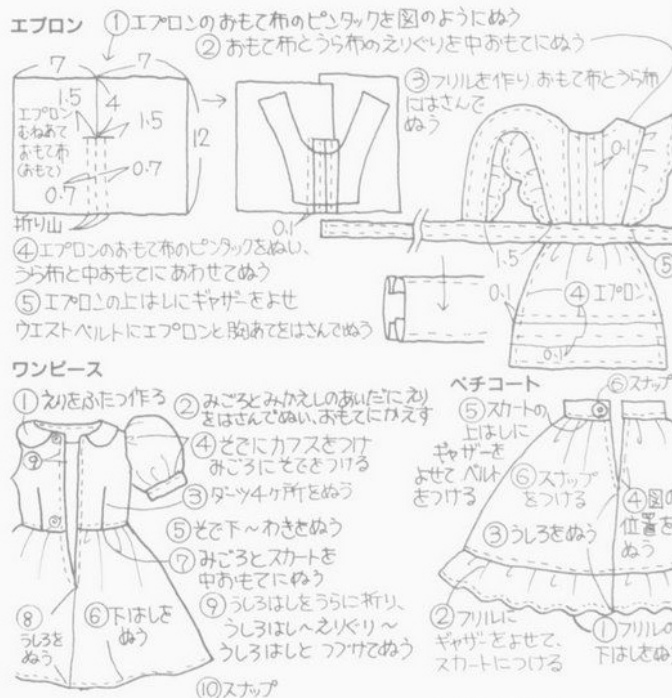 エプロン
①エプロンのおもて布のピンタックを図のようにぬう
②おもて布とうら布のえりぐりを中おもてにぬう
7
7
1.5
4
1
1.5
エプロン
むねあて
おもて布
(おもて)
12
0.7
0.7
折り山
0.1
③フリルを作り、おもて布とうら布
にはさんで
ぬう
0.1
④エプロンのおもて布のピンタックをぬい、
うら布と中おもてにあわせてぬう
⑤エプロンの上はしにギャザーをよせ
ウエストベルトにエプロンと胸あてをはさんでぬう
1.5
⑤
0.1
④エプロン
0.1
ワンピース
①えりをふたつ作る
②みごろとみかえしのあいだにえり
をはさんでぬい、おもてにかえす
④そでにカフスをつけ
みごろにそでをつける
⑨
③ダーツ4ヶ所をぬう
⑤そで下〜わきをぬう
⑦みごろとスカートを
中おもてにぬう
⑧
うしろを
ぬう
⑥下はしを
ぬう
⑨うしろはしをうらに折り、
うしろはし〜えりぐり〜
うしろはしとつづけてぬう
⑩スナップ
ペチコート
⑥スナップ
⑤スカートの
上はしに
ギャザーを
よせて、ベルト
をつける
⑥スナップ
をつける
④図の
位置を
ぬう
③うしろをぬう
②フリルに
ギャザーをよせて、
スカートにつける
①フリルの
下はしをぬ